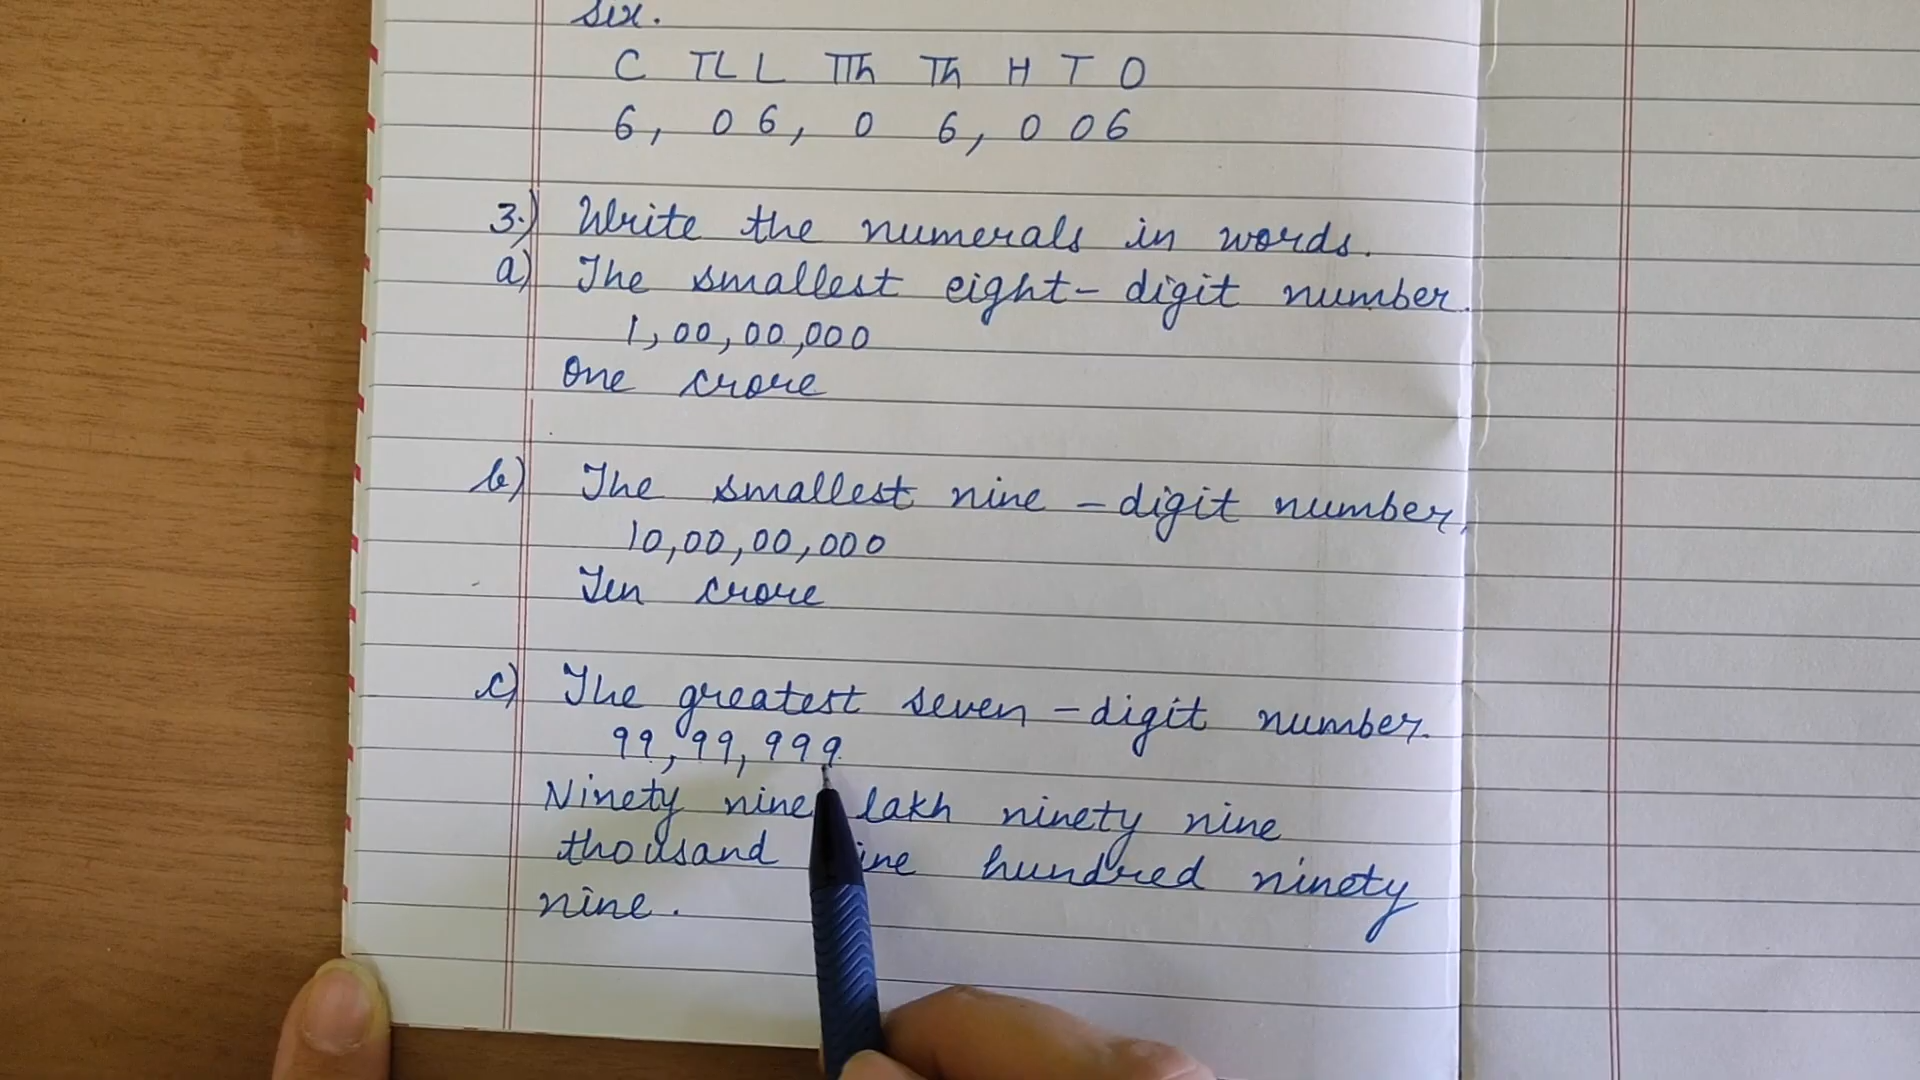 six.
C TL L TTh Th H T O
6, 0 6, 0 6, 0 0 6
3.) Write the numerals in words.
a) The smallest eight-digit number.
1,00,00,000
One crore
b) The smallest nine-digit number,
10,00,00,000
Ten crore
c) The greatest seven-digit number.
99,99,999
Ninety nine lakh ninety nine
thousand hundred ninety
nine.